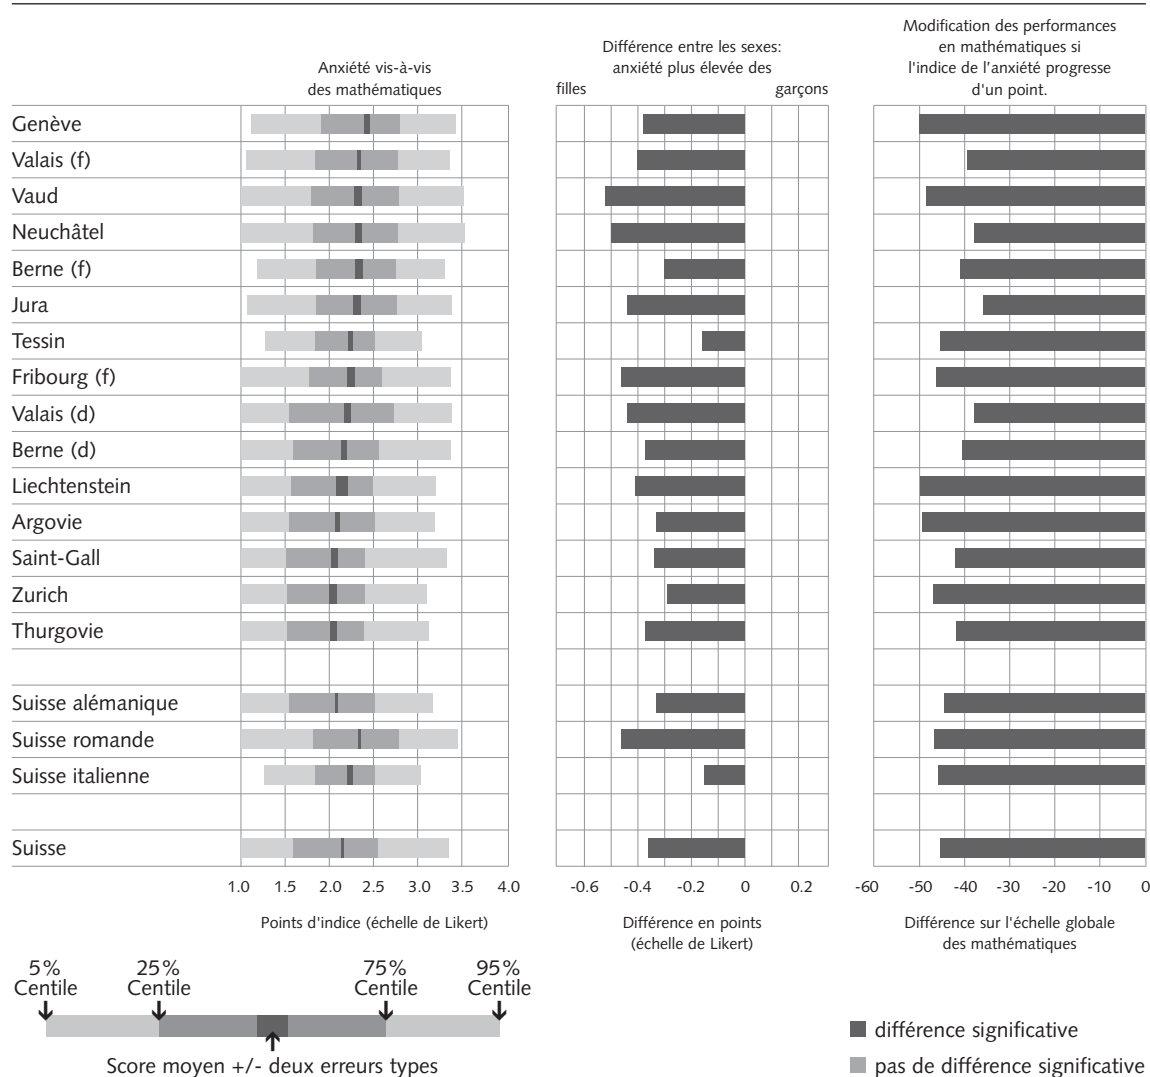 Anxiété vis-à-vis
des mathématiques
Différence entre les sexes:
anxiété plus élevée des
filles garçons
Modification des performances
en mathématiques si
l'indice de l'anxiété progresse
d'un point.
Genève
Valais (f)
Vaud
Neuchâtel
Berne (f)
Jura
Tessin
Fribourg (f)
Valais (d)
Berne (d)
Liechtenstein
Argovie
Saint-Gall
Zurich
Thurgovie
Suisse alémanique
Suisse romande
Suisse italienne
Suisse
1.0 1.5 2.0 2.5 3.0 3.5 4.0
Points d'indice (échelle de Likert)
-0.6 -0.4 -0.2 0 0.2
Différence en points
(échelle de Likert)
-60 -50 -40 -30 -20 -10 0
Différence sur l'échelle globale
des mathématiques
5% 25% 75% 95%
Centile Centile Centile Centile
Score moyen +/- deux erreurs types
différence significative
pas de différence significative